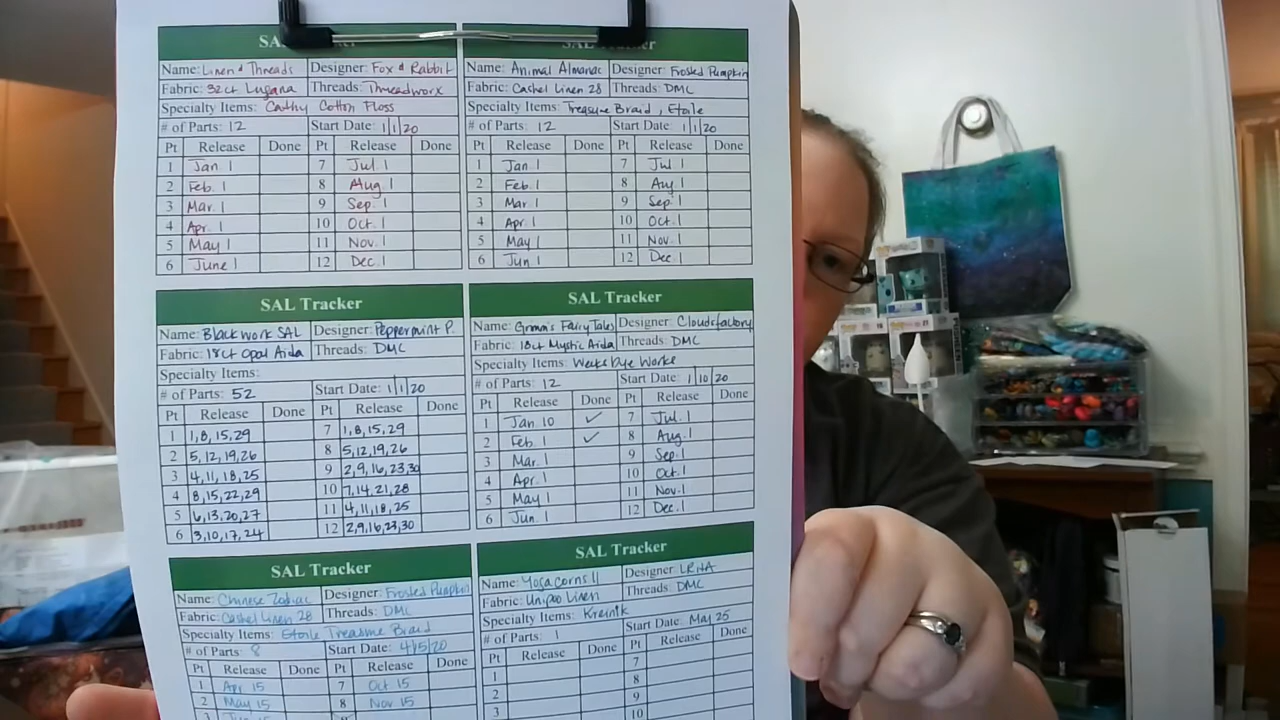 SAL Tracker
Name: Linen & Threads Designer: Fox & Rabbit
Fabric: 32ct Lugana Threads: Threadworx
Specialty Items: Cathy Cotton Floss
# of Parts: 12 Start Date: 1/1/20
Pt Release Done Pt Release Done
1 Jan 1 7 Jul 1
2 Feb. 1 8 Aug 1
3 Mar. 1 9 Sep 1
4 Apr. 1 10 Oct. 1
5 May 1 11 Nov. 1
6 June 1 12 Dec. 1
SAL Tracker
Name: Animal Almanac Designer: Frosted Pumpkin
Fabric: Cashel Linen 28 Threads: DMC
Specialty Items: Treasure Braid, Etoile
# of Parts: 12 Start Date: 1/1/20
Pt Release Done Pt Release Done
1 Jan. 1 7 Jul 1
2 Feb. 1 8 Aug 1
3 Mar. 1 9 Sep. 1
4 Apr. 1 10 Oct. 1
5 May 1 11 Nov. 1
6 Jun 1 12 Dec. 1
SAL Tracker
Name: Blackwork SAL Designer: Peppermint P.
Fabric: 18ct Opal Aida Threads: DMC
Specialty Items:
# of Parts: 52 Start Date: 1/1/20
Pt Release Done Pt Release Done
1 1,8,15,29 7 1,8,15,29
2 5,12,19,26 8 5,12,19,26
3 4,11,18,25 9 2,9,16,23,30
4 8,15,22,29 10 7,14,21,28
5 6,13,20,27 11 4,11,18,25
6 3,10,17,24 12 2,9,16,23,30
SAL Tracker
Name: Grimm's Fairy Tales Designer: Cloudsfactory
Fabric: 18ct Mystic Aida Threads: DMC
Specialty Items: Weeks Dye Works
# of Parts: 12 Start Date: 1/10/20
Pt Release Done Pt Release Done
1 Jan 10 ✓ 7 Jul. 1
2 Feb. 1 ✓ 8 Aug. 1
3 Mar. 1 9 Sep. 1
4 Apr. 1 10 Oct. 1
5 May 1 11 Nov. 1
6 Jun. 1 12 Dec. 1
SAL Tracker
Name: Chinese Zodiac Designer: Frosted Pumpkin
Fabric: Cashel Linen 28 Threads: DMC
Specialty Items: Etoile Treasure Braid
# of Parts: 8 Start Date: 4/15/20
Pt Release Done Pt Release Done
1 Apr 15 7 Oct 15
2 May 15 8 Nov 15
3 Jun 15 9
SAL Tracker
Name: Yogacorns II Designer: LRNA
Fabric: Unipoo Linen Threads: DMC
Specialty Items: Kreinik
# of Parts: 1 Start Date: May 25
Pt Release Done Pt Release Done
1 7
2 8
3 9
10